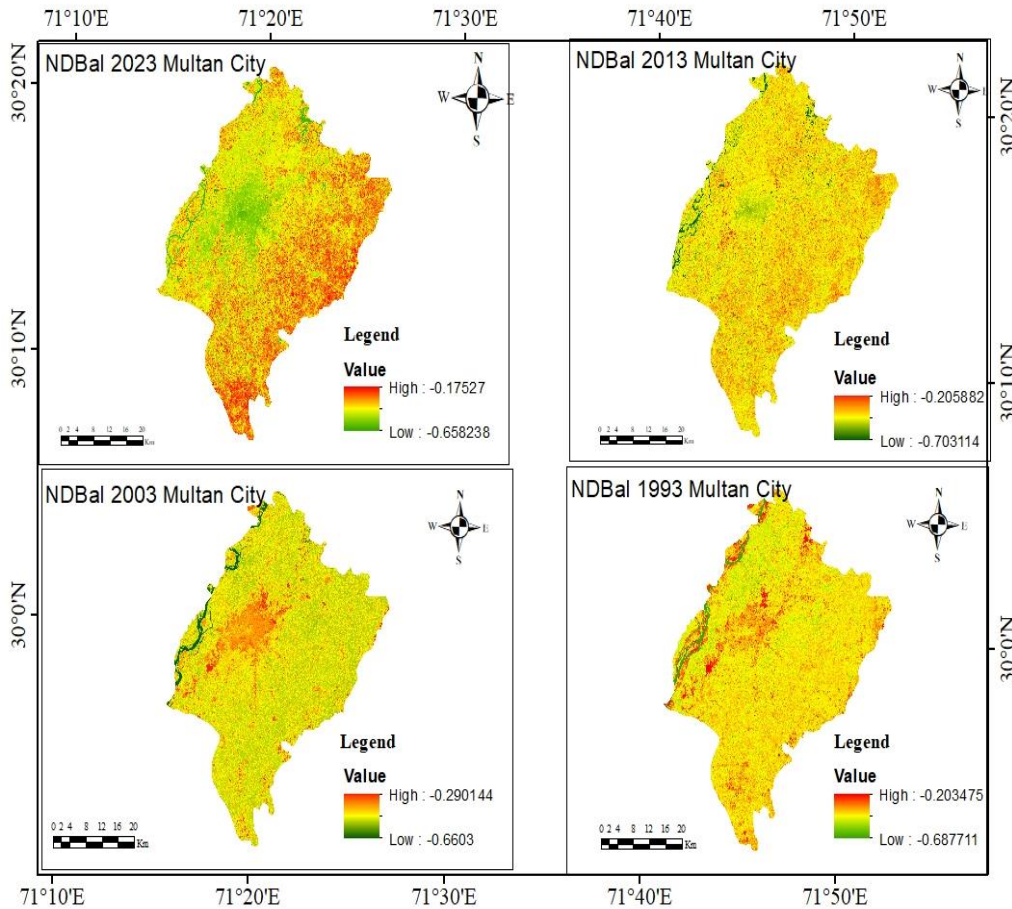 71°10'E 71°20'E 71°30'E 71°40'E 71°50'E
30°20'N
30°10'N
30°0'N
30°20'N
30°10'N
30°0'N
NDBal 2023 Multan City
N
W E
S
Legend
Value
High : -0.17527
Low : -0.658238
0 2 4 8 12 16 20
Km
NDBal 2013 Multan City
N
W E
S
Legend
Value
High : -0.205882
Low : -0.703114
0 2 4 8 12 16 20
Km
NDBal 2003 Multan City
N
W E
S
Legend
Value
High : -0.290144
Low : -0.6603
0 2 4 8 12 16 20
Km
NDBal 1993 Multan City
N
W E
S
Legend
Value
High : -0.203475
Low : -0.687711
0 2 4 8 12 16 20
Km
71°10'E 71°20'E 71°30'E 71°40'E 71°50'E